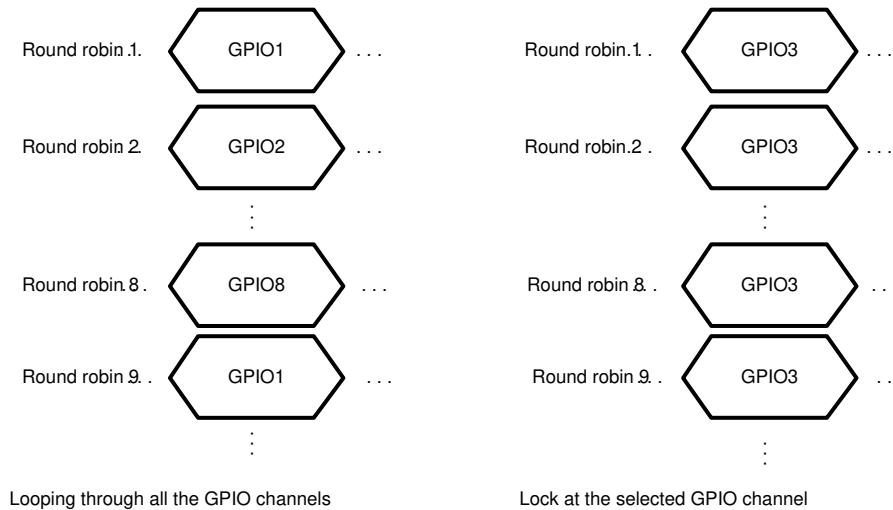 Round robin 1. . GPIO1 . . .
Round robin 2. . GPIO2 . . .
Round robin 8. . GPIO8 . . .
Round robin 9. . . GPIO1 . . .
Looping through all the GPIO channels
Round robin 1. . . GPIO3 . . .
Round robin 2. . . GPIO3 . . .
Round robin 8. . . GPIO3 . .
Round robin 9. . . GPIO3 . .
Lock at the selected GPIO channel